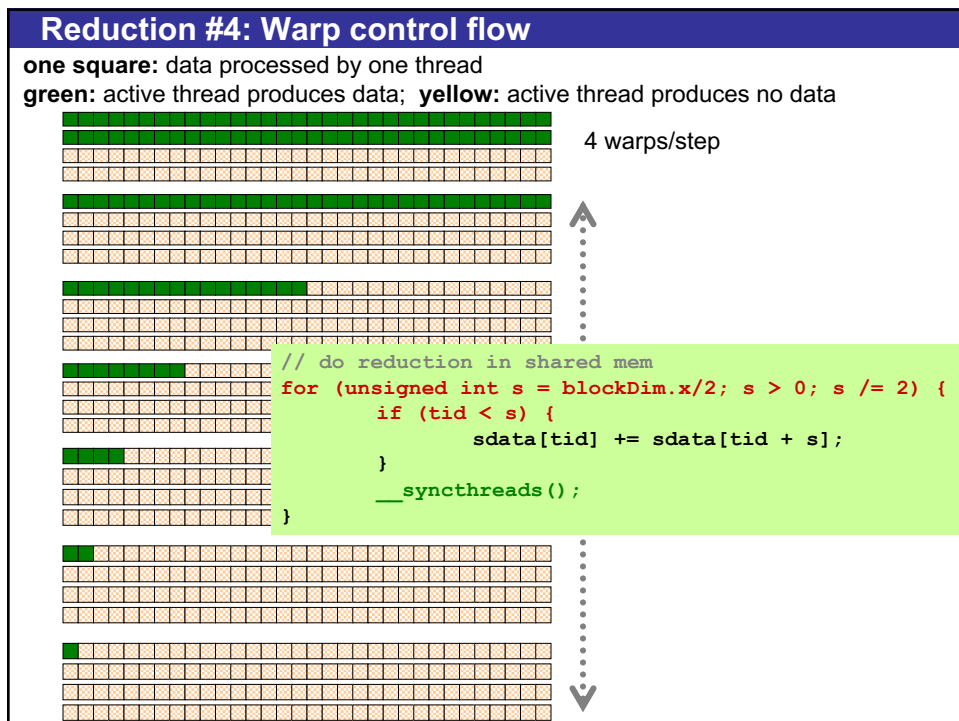 Reduction #4: Warp control flow
one square: data processed by one thread
green: active thread produces data; yellow: active thread produces no data
4 warps/step
// do reduction in shared mem
for (unsigned int s = blockDim.x/2; s > 0; s /= 2) {
if (tid < s) {
sdata[tid] += sdata[tid + s];
}
__syncthreads();
}